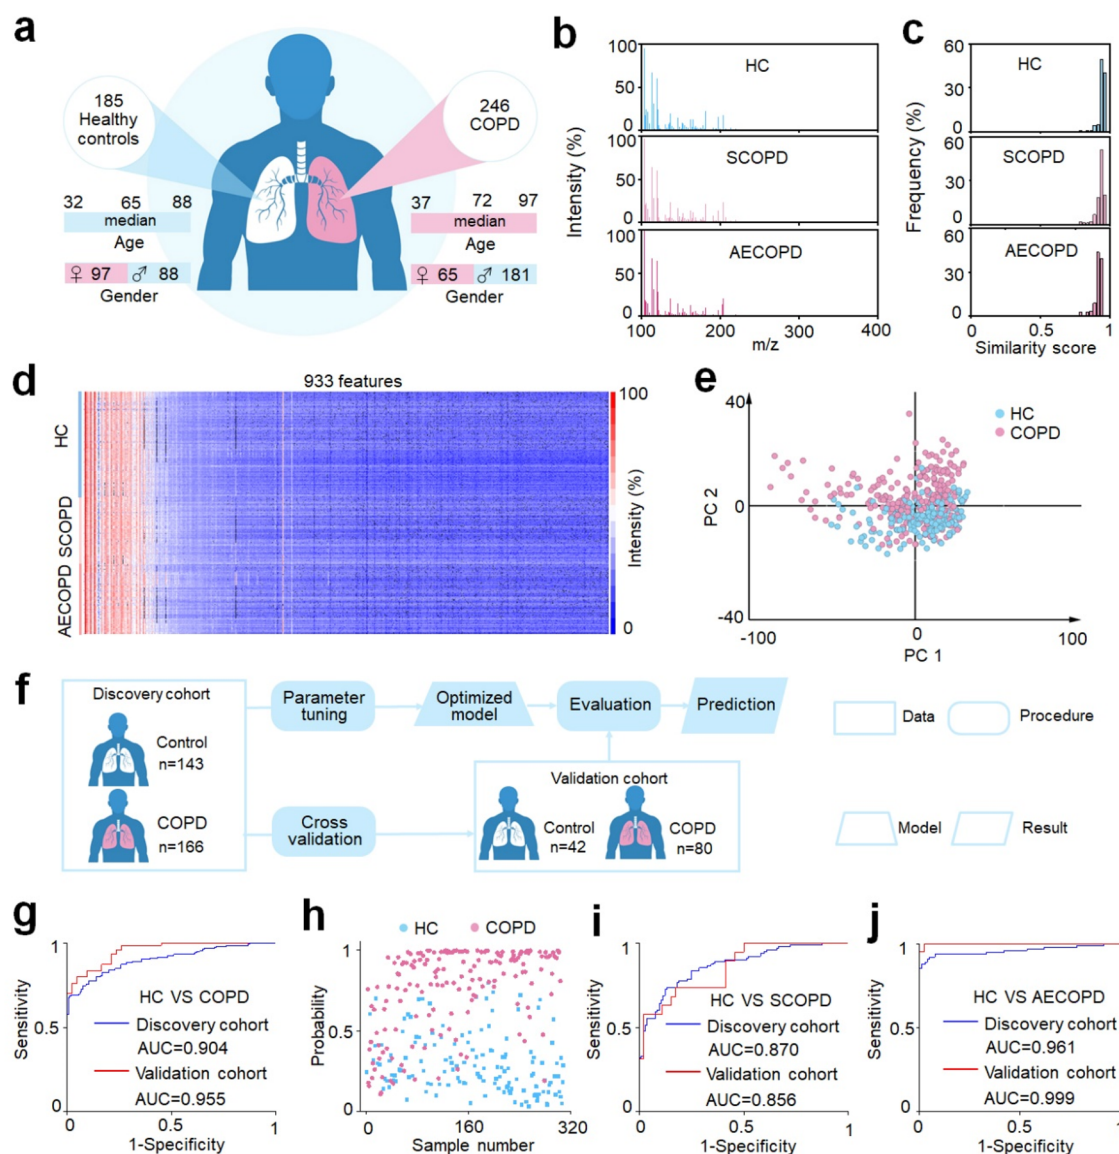 a
185
Healthy
controls
246
COPD
32 65 88
median
Age
♀ 97 ♂ 88
Gender
37 72 97
median
Age
♀ 65 ♂ 181
Gender
b
Intensity (%)
100
50
0
HC
100
50
0
SCOPD
100
50
0
AECOPD
100 200 300 400
m/z
c
Frequency (%)
60
30
0
HC
60
30
0
SCOPD
60
30
0
AECOPD
0 0.5 1
Similarity score
d
933 features
HC
SCOPD
AECOPD
100
Intensity (%)
0
e
40
0
-40
PC 2
HC
COPD
-100 0 100
PC 1
f
Discovery cohort
Control
n=143
COPD
n=166
Parameter
tuning
Optimized
model
Evaluation
Prediction
Cross
validation
Validation cohort
Control
n=42
COPD
n=80
Data
Procedure
Model
Result
g
Sensitivity
1
0.5
0
HC VS COPD
Discovery cohort
AUC=0.904
Validation cohort
AUC=0.955
0 0.5 1
1-Specificity
h
HC COPD
Probability
1
0.5
0
0 160 320
Sample number
i
Sensitivity
1
0.5
0
HC VS SCOPD
Discovery cohort
AUC=0.870
Validation cohort
AUC=0.856
0 0.5 1
1-Specificity
j
Sensitivity
1
0.5
0
HC VS AECOPD
Discovery cohort
AUC=0.961
Validation cohort
AUC=0.999
0 0.5 1
1-Specificity